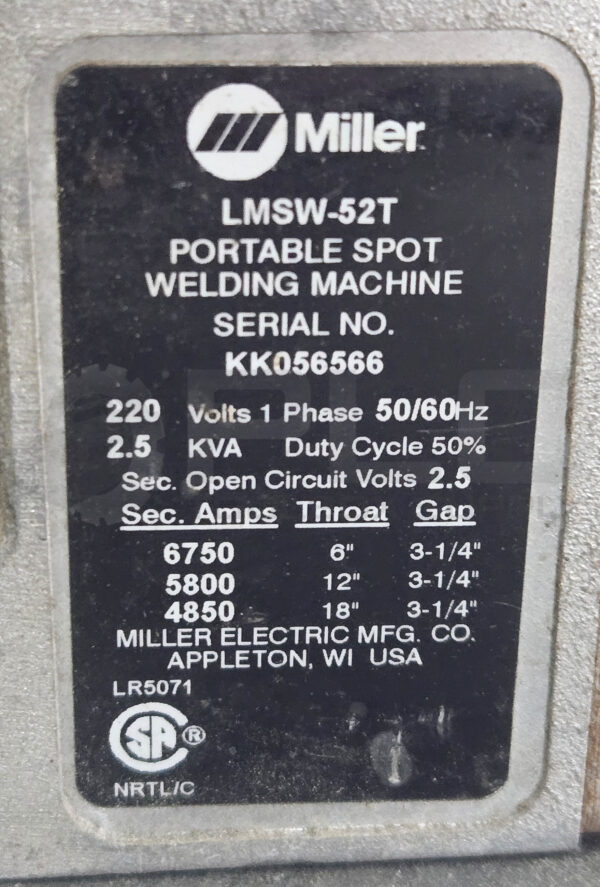 Miller
LMSW-52T
PORTABLE SPOT
WELDING MACHINE
SERIAL NO.
KK056566
220 Volts 1 Phase 50/60Hz
2.5 KVA Duty Cycle 50%
Sec. Open Circuit Volts 2.5
Sec. Amps Throat Gap
6750 6" 3-1/4"
5800 12" 3-1/4"
4850 18" 3-1/4"
MILLER ELECTRIC MFG. CO.
APPLETON, WI USA
LR5071
SA ®
NRTL/C
PLC